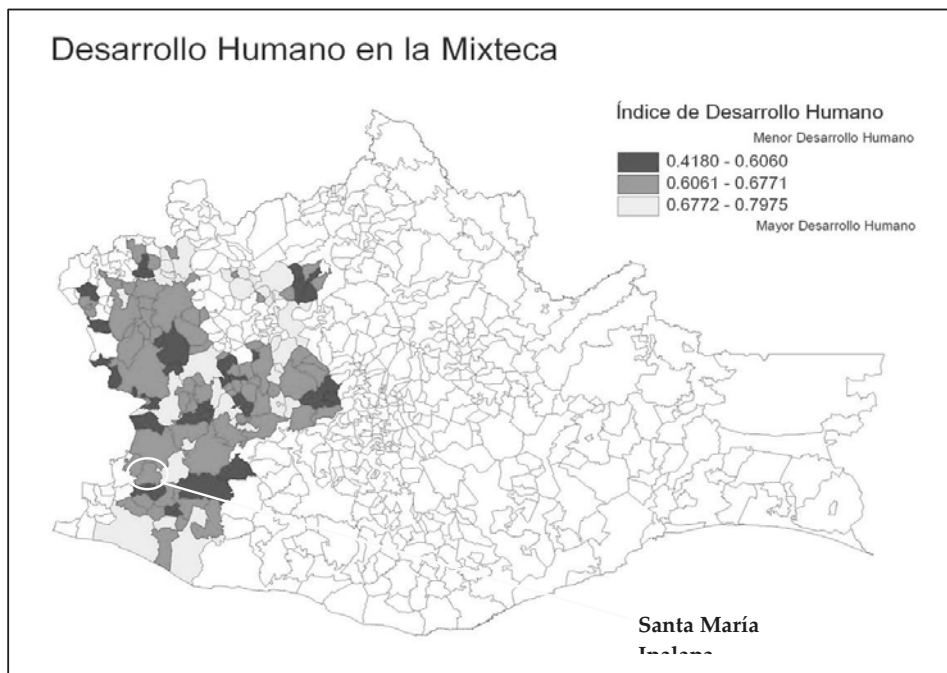 Desarrollo Humano en la Mixteca
Índice de Desarrollo Humano
Menor Desarrollo Humano
0.4180 - 0.6060
0.6061 - 0.6771
0.6772 - 0.7975
Mayor Desarrollo Humano
Santa María